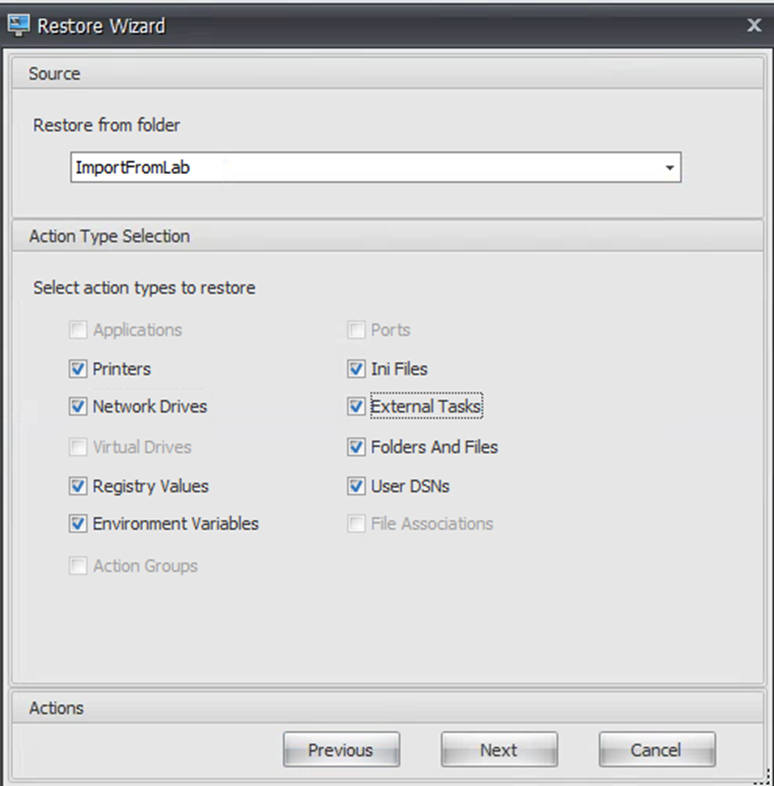 Restore Wizard
Source
Restore from folder
ImportFromLab
Action Type Selection
Select action types to restore
Applications
Ports
Printers
Ini Files
Network Drives
External Tasks
Virtual Drives
Folders And Files
Registry Values
User DSNs
Environment Variables
File Associations
Action Groups
Actions
Previous
Next
Cancel